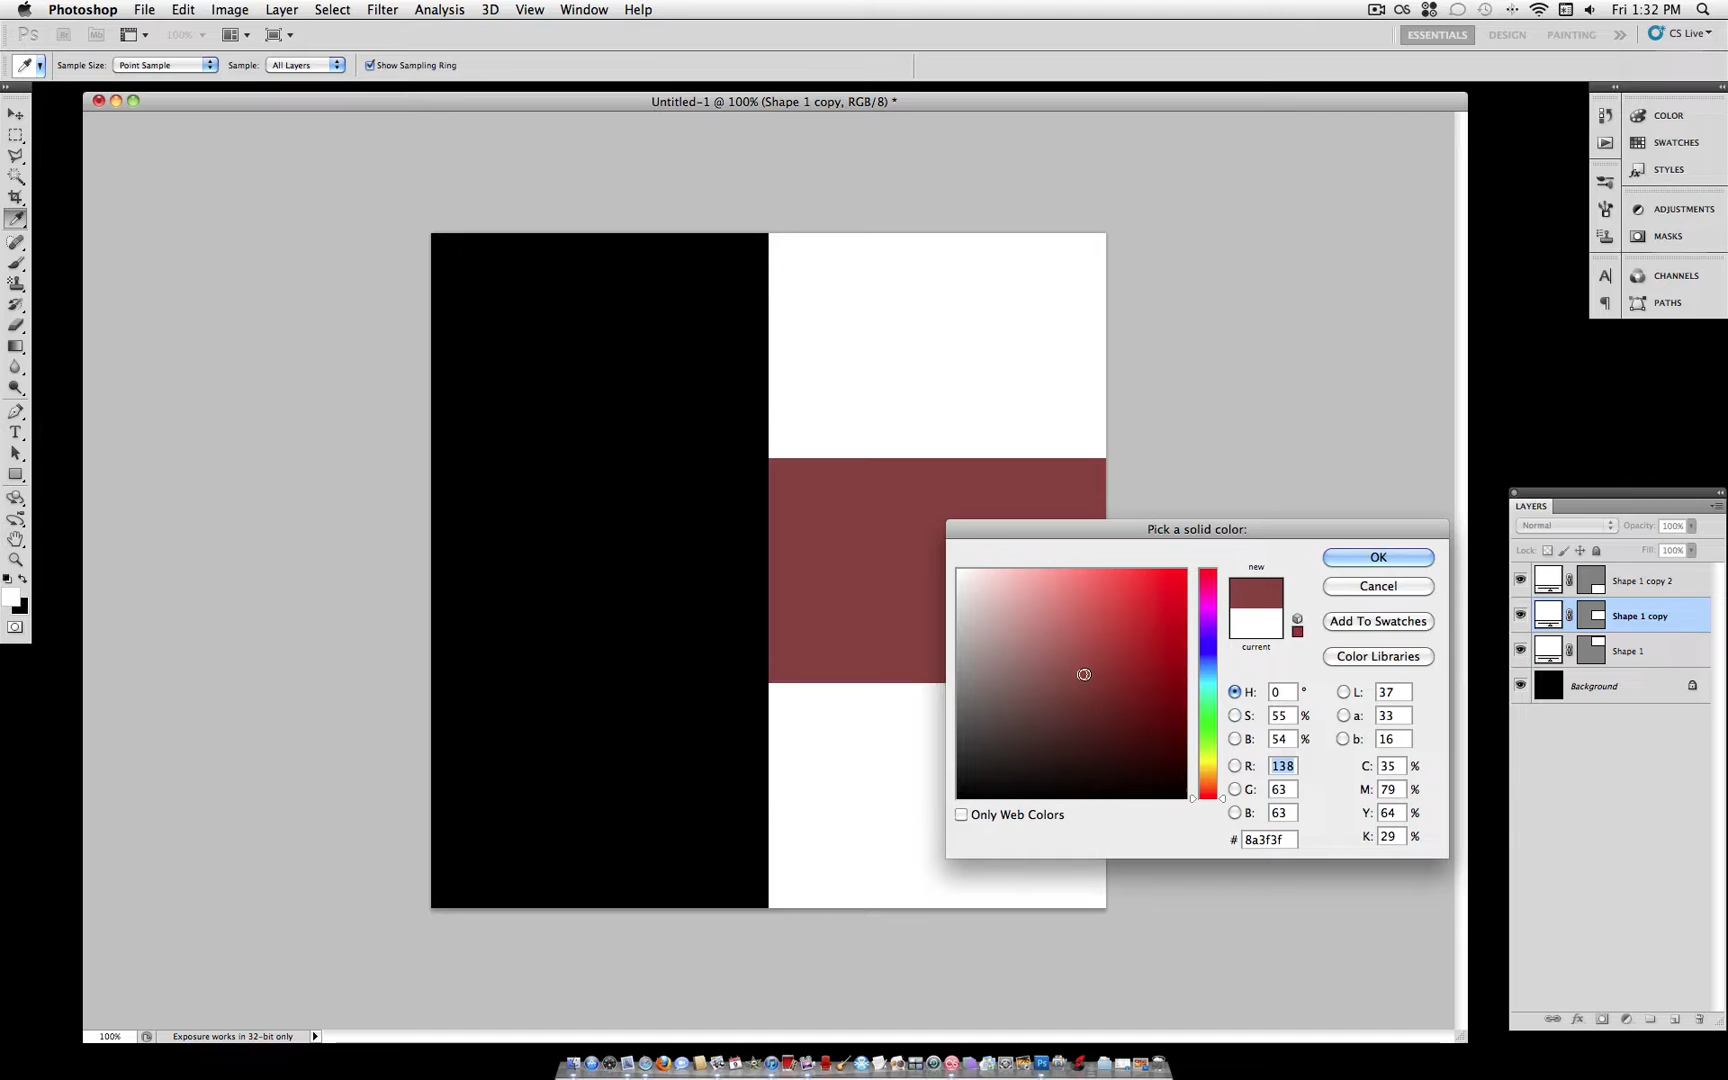 Photoshop File Edit Image Layer Select Filter Analysis 3D View Window Help Fri 1:32 PM
Ps Br Mb 100% ESSENTIALS DESIGN PAINTING CS Live
Sample Size: Point Sample Sample: All Layers Show Sampling Ring
Untitled-1 @ 100% (Shape 1 copy, RGB/8) *
COLOR
SWATCHES
STYLES
ADJUSTMENTS
MASKS
CHANNELS
PATHS
LAYERS
Normal Opacity: 100%
Lock: Fill: 100%
Shape 1 copy 2
Shape 1 copy
Shape 1
Background
Pick a solid color:
new
current
OK
Cancel
Add To Swatches
Color Libraries
H: 0 ° L: 37
S: 55 % a: 33
B: 54 % b: 16
R: 138 C: 35 %
G: 63 M: 79 %
B: 63 Y: 64 %
# 8a3f3f K: 29 %
Only Web Colors
100% Exposure works in 32-bit only